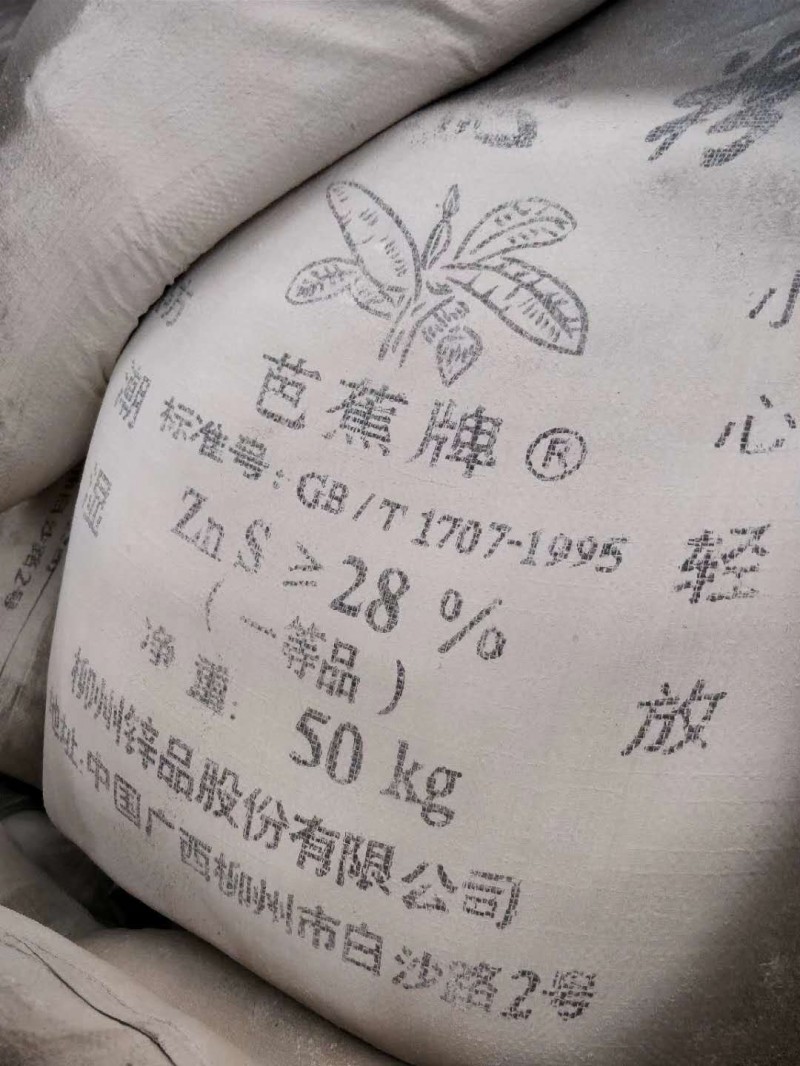 粉
芭蕉牌®
标准号:GB/T 1707-1995
ZnS≥28%
(一等品)
净重:50kg
柳州锌品股份有限公司
地址:中国广西柳州市白沙路2号
潮湿
小心轻放